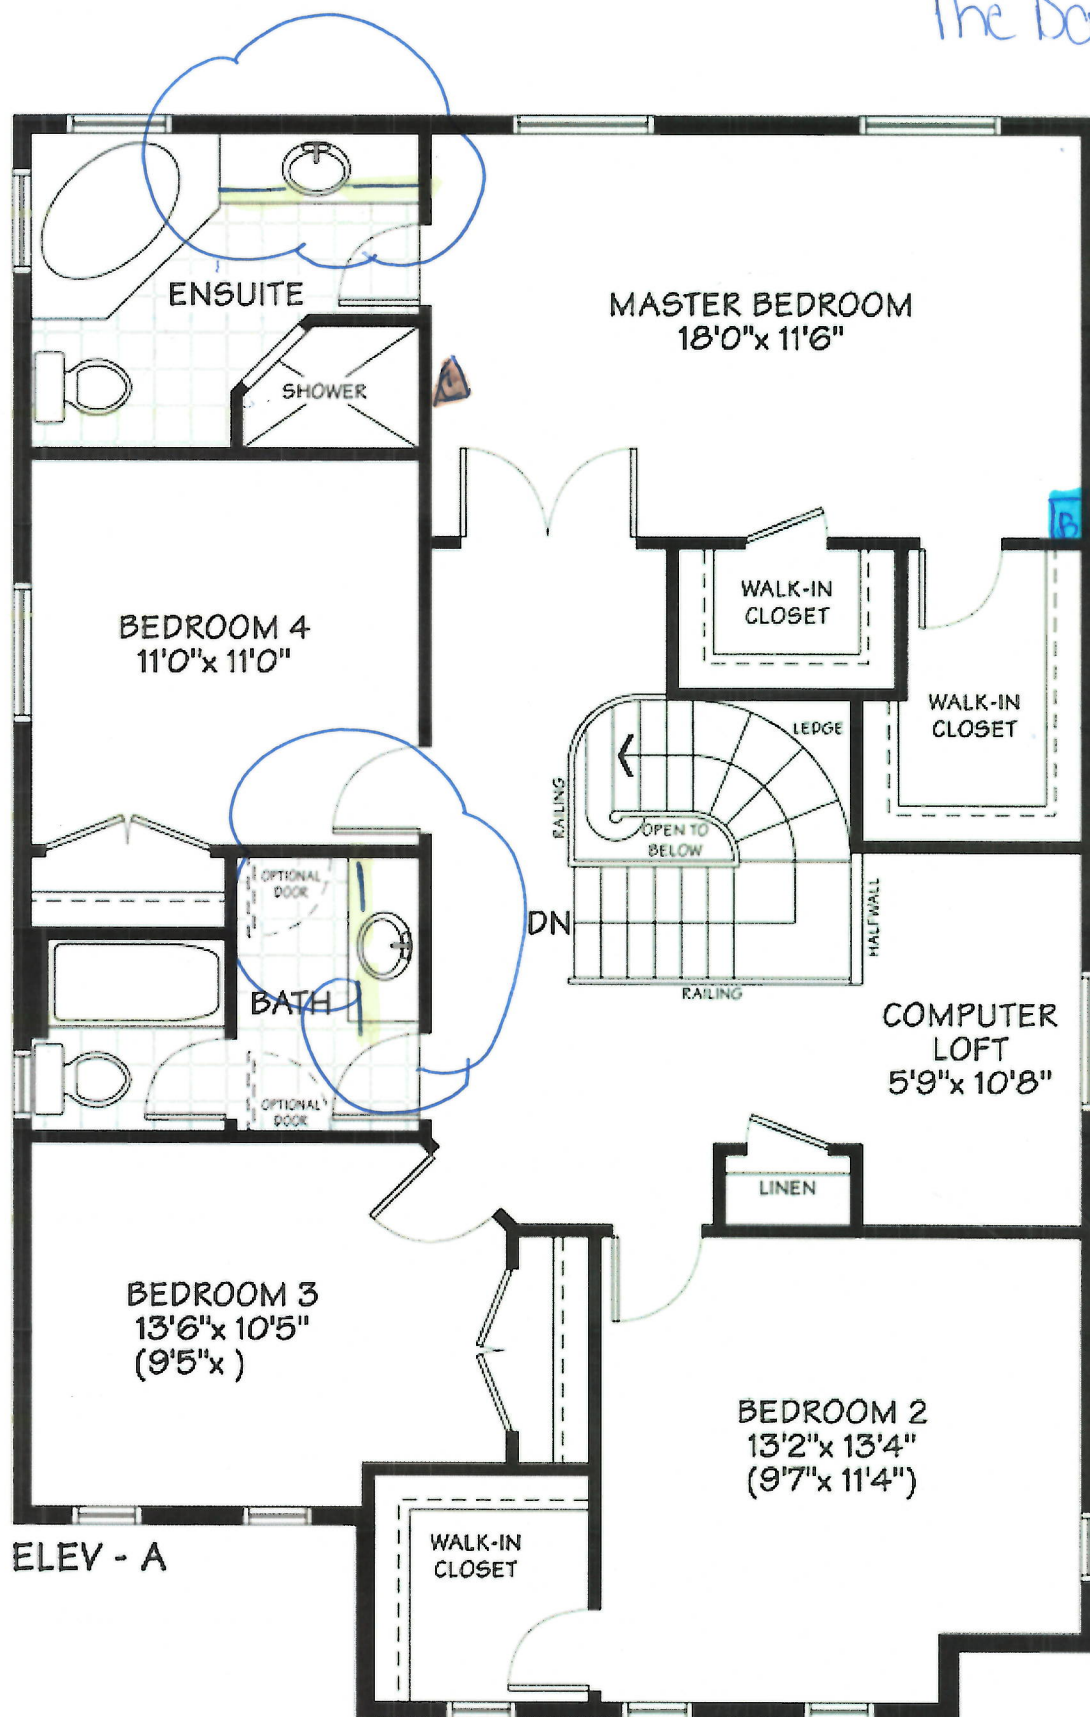 The
ENSUITE
MASTER BEDROOM
18'0"x 11'6"
SHOWER
B
BEDROOM 4
11'0"x 11'0"
WALK-IN
CLOSET
WALK-IN
CLOSET
LEDGE
RAILING
OPEN TO
BELOW
OPTIONAL
DOOR
HALFWALL
DN
RAILING
BATH
COMPUTER
LOFT
5'9"x 10'8"
OPTIONAL
DOOR
LINEN
BEDROOM 3
13'6"x 10'5"
(9'5"x )
BEDROOM 2
13'2"x 13'4"
(9'7"x 11'4")
WALK-IN
CLOSET
ELEV - A